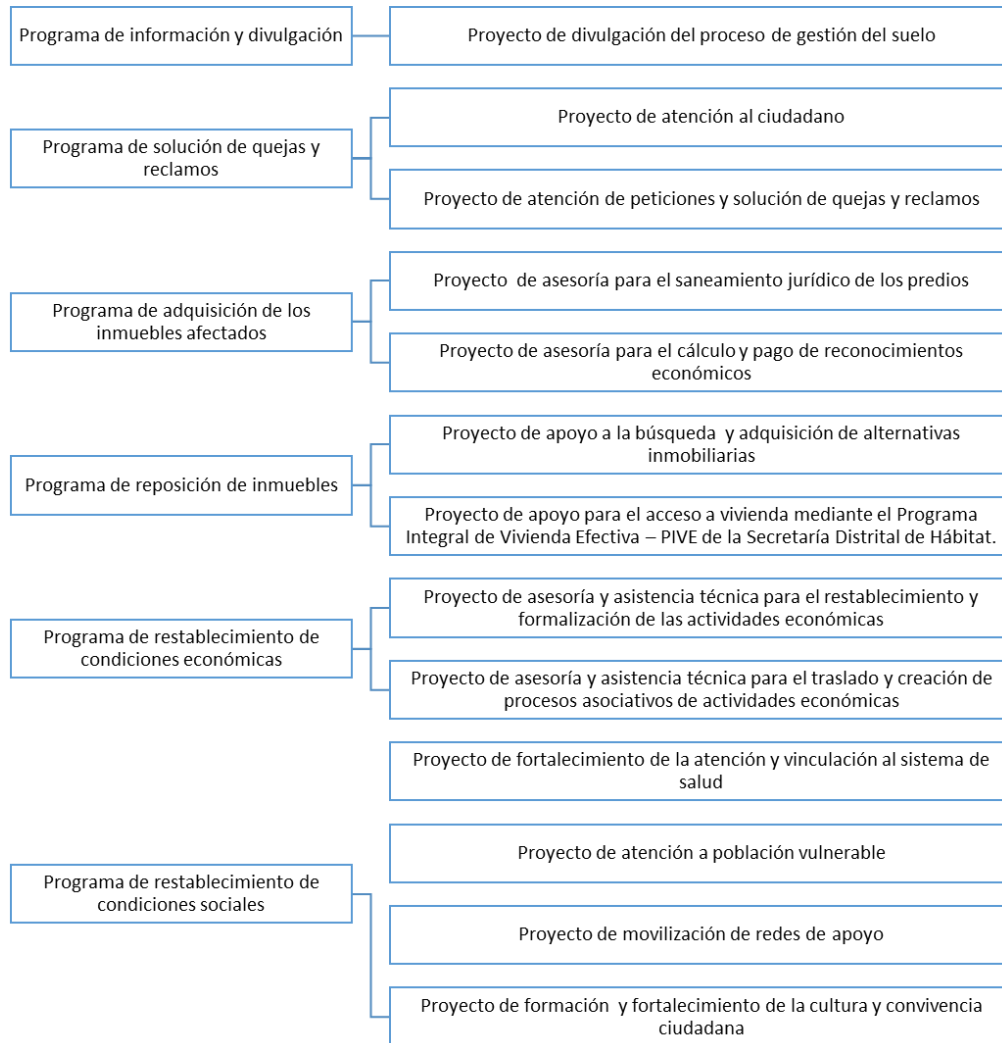 Programa de información y divulgación
Proyecto de divulgación del proceso de gestión del suelo
Programa de solución de quejas y
reclamos
Proyecto de atención al ciudadano
Proyecto de atención de peticiones y solución de quejas y reclamos
Programa de adquisición de los
inmuebles afectados
Proyecto  de asesoría para el saneamiento jurídico de los predios
Proyecto de asesoría para el cálculo y pago de reconocimientos
económicos
Programa de reposición de inmuebles
Proyecto de apoyo a la búsqueda  y adquisición de alternativas
inmobiliarias
Proyecto de apoyo para el acceso a vivienda mediante el Programa
Integral de Vivienda Efectiva – PIVE de la Secretaría Distrital de Hábitat.
Programa de restablecimiento de
condiciones económicas
Proyecto de asesoría y asistencia técnica para el restablecimiento y
formalización de las actividades económicas
Proyecto de asesoría y asistencia técnica para el traslado y creación de
procesos asociativos de actividades económicas
Programa de restablecimiento de
condiciones sociales
Proyecto de fortalecimiento de la atención y vinculación al sistema de
salud
Proyecto de atención a población vulnerable
Proyecto de movilización de redes de apoyo
Proyecto de formación  y fortalecimiento de la cultura y convivencia
ciudadana